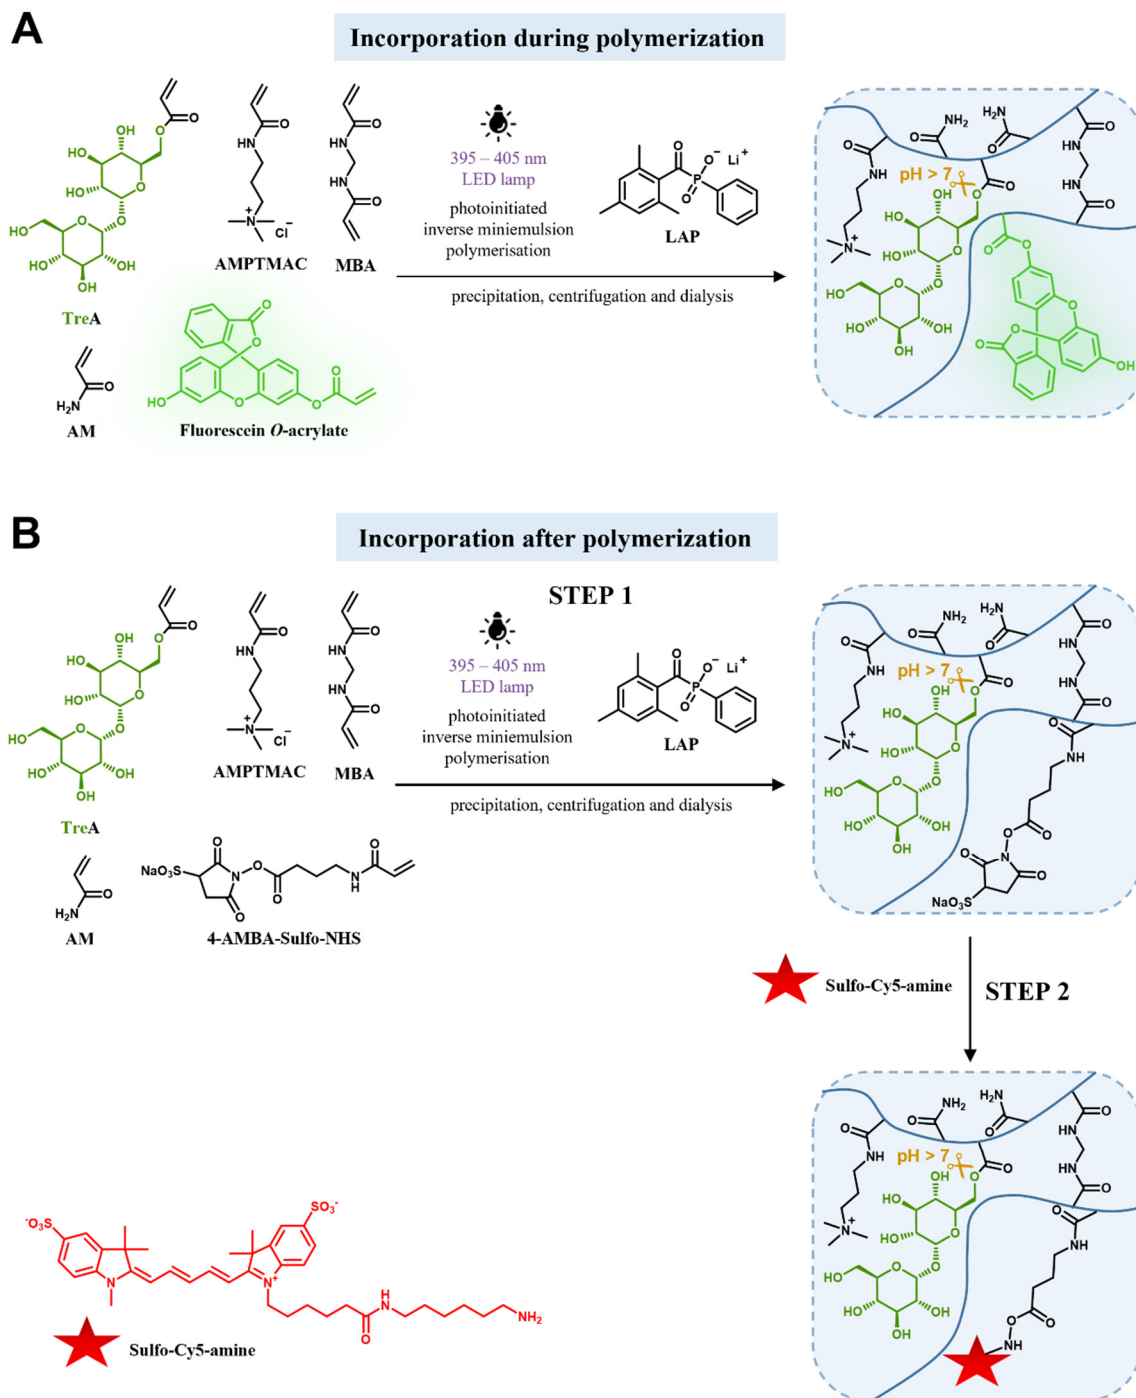 A
Incorporation during polymerization
395 – 405 nm
LED lamp
photoinitiated
inverse miniemulsion
polymerisation
LAP
precipitation, centrifugation and dialysis
AMPTMAC
MBA
TreA
AM
Fluorescein O-acrylate
pH > 7
B
Incorporation after polymerization
STEP 1
395 – 405 nm
LED lamp
photoinitiated
inverse miniemulsion
polymerisation
LAP
precipitation, centrifugation and dialysis
AMPTMAC
MBA
TreA
AM
4-AMBA-Sulfo-NHS
pH > 7
Sulfo-Cy5-amine
STEP 2
pH > 7
Sulfo-Cy5-amine